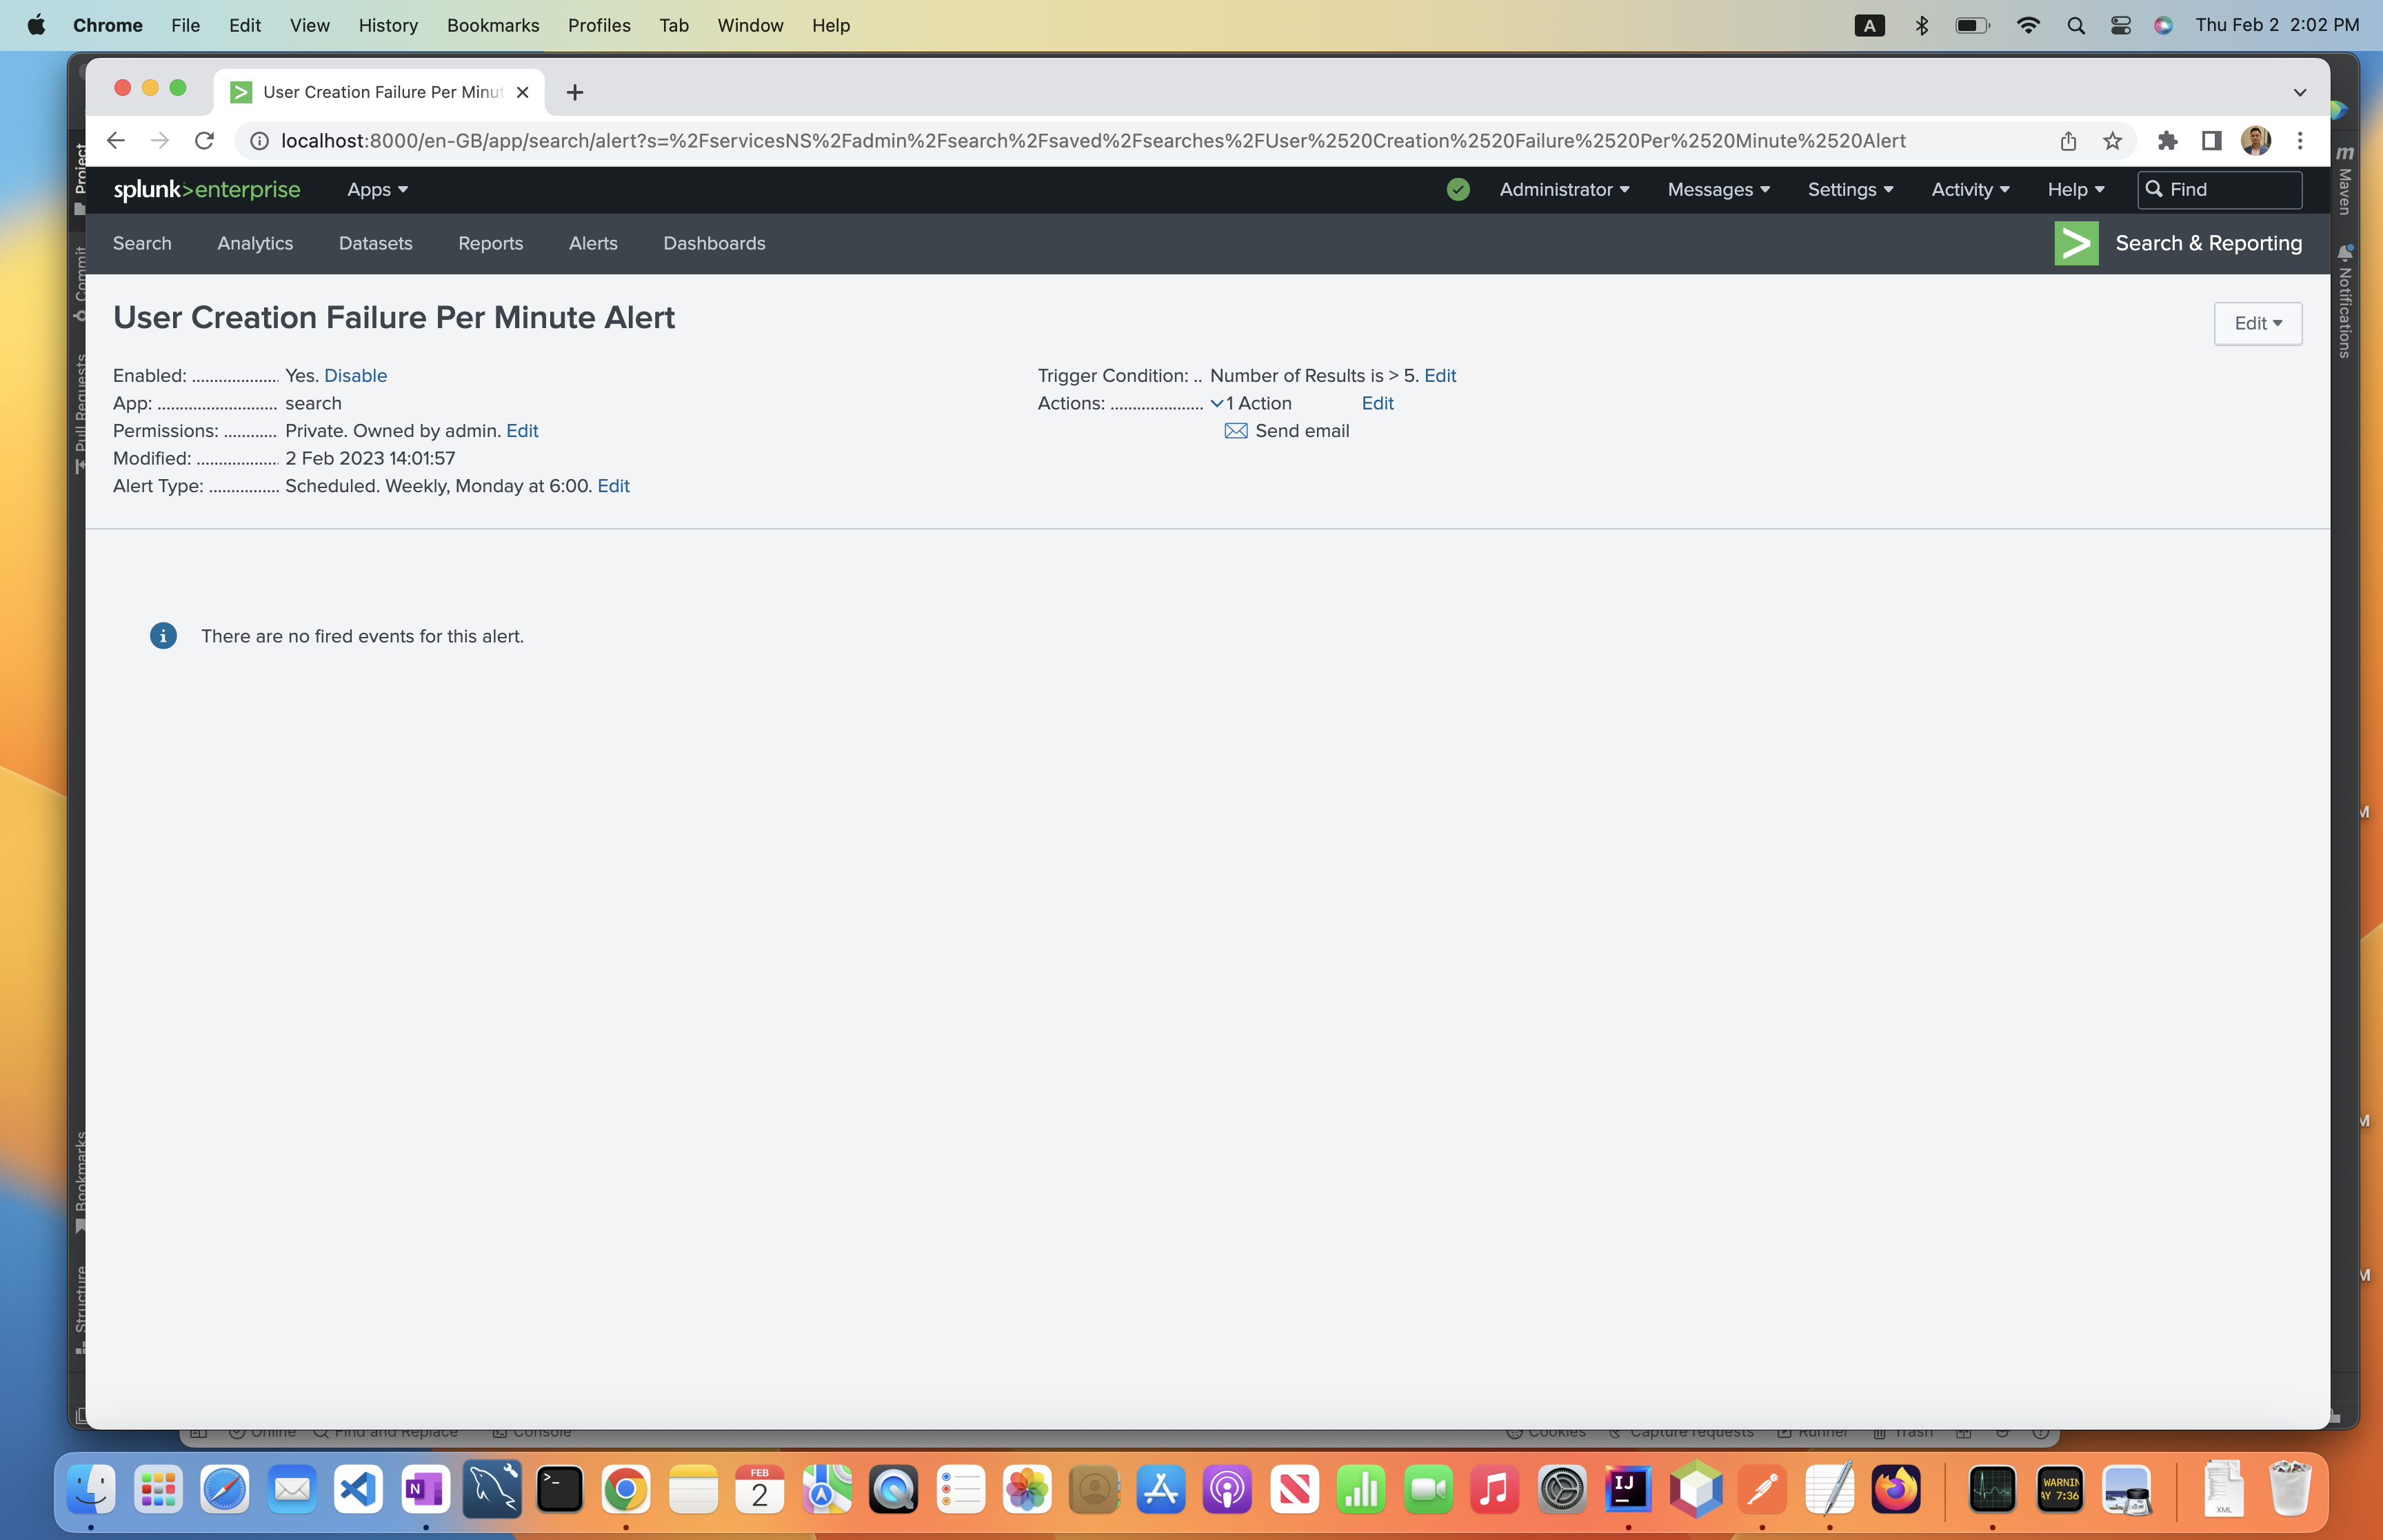 Chrome File Edit View History Bookmarks Profiles Tab Window Help A Thu Feb 2 2:02 PM
User Creation Failure Per Minut
localhost:8000/en-GB/app/search/alert?s=%2FservicesNS%2Fadmin%2Fsearch%2Fsaved%2Fsearches%2FUser%2520Creation%2520Failure%2520Per%2520Minute%2520Alert
splunk>enterprise Apps Administrator Messages Settings Activity Help Find
Search Analytics Datasets Reports Alerts Dashboards Search & Reporting
User Creation Failure Per Minute Alert
Edit
Enabled: ................... Yes. Disable
App: .......................... search
Permissions: ............ Private. Owned by admin. Edit
Modified: .................. 2 Feb 2023 14:01:57
Alert Type: ............... Scheduled. Weekly, Monday at 6:00. Edit
Trigger Condition: .. Number of Results is > 5. Edit
Actions: .................... 1 Action Edit
Send email
There are no fired events for this alert.
Project
Commit
Pull Requests
Bookmarks
Structure
m
Maven
Notifications
M
M
M
Online Find and Replace Console Cookies Capture requests Runner Trash
N
>_
FEB
2
IJ
WARNIN
AY 7:36
XML